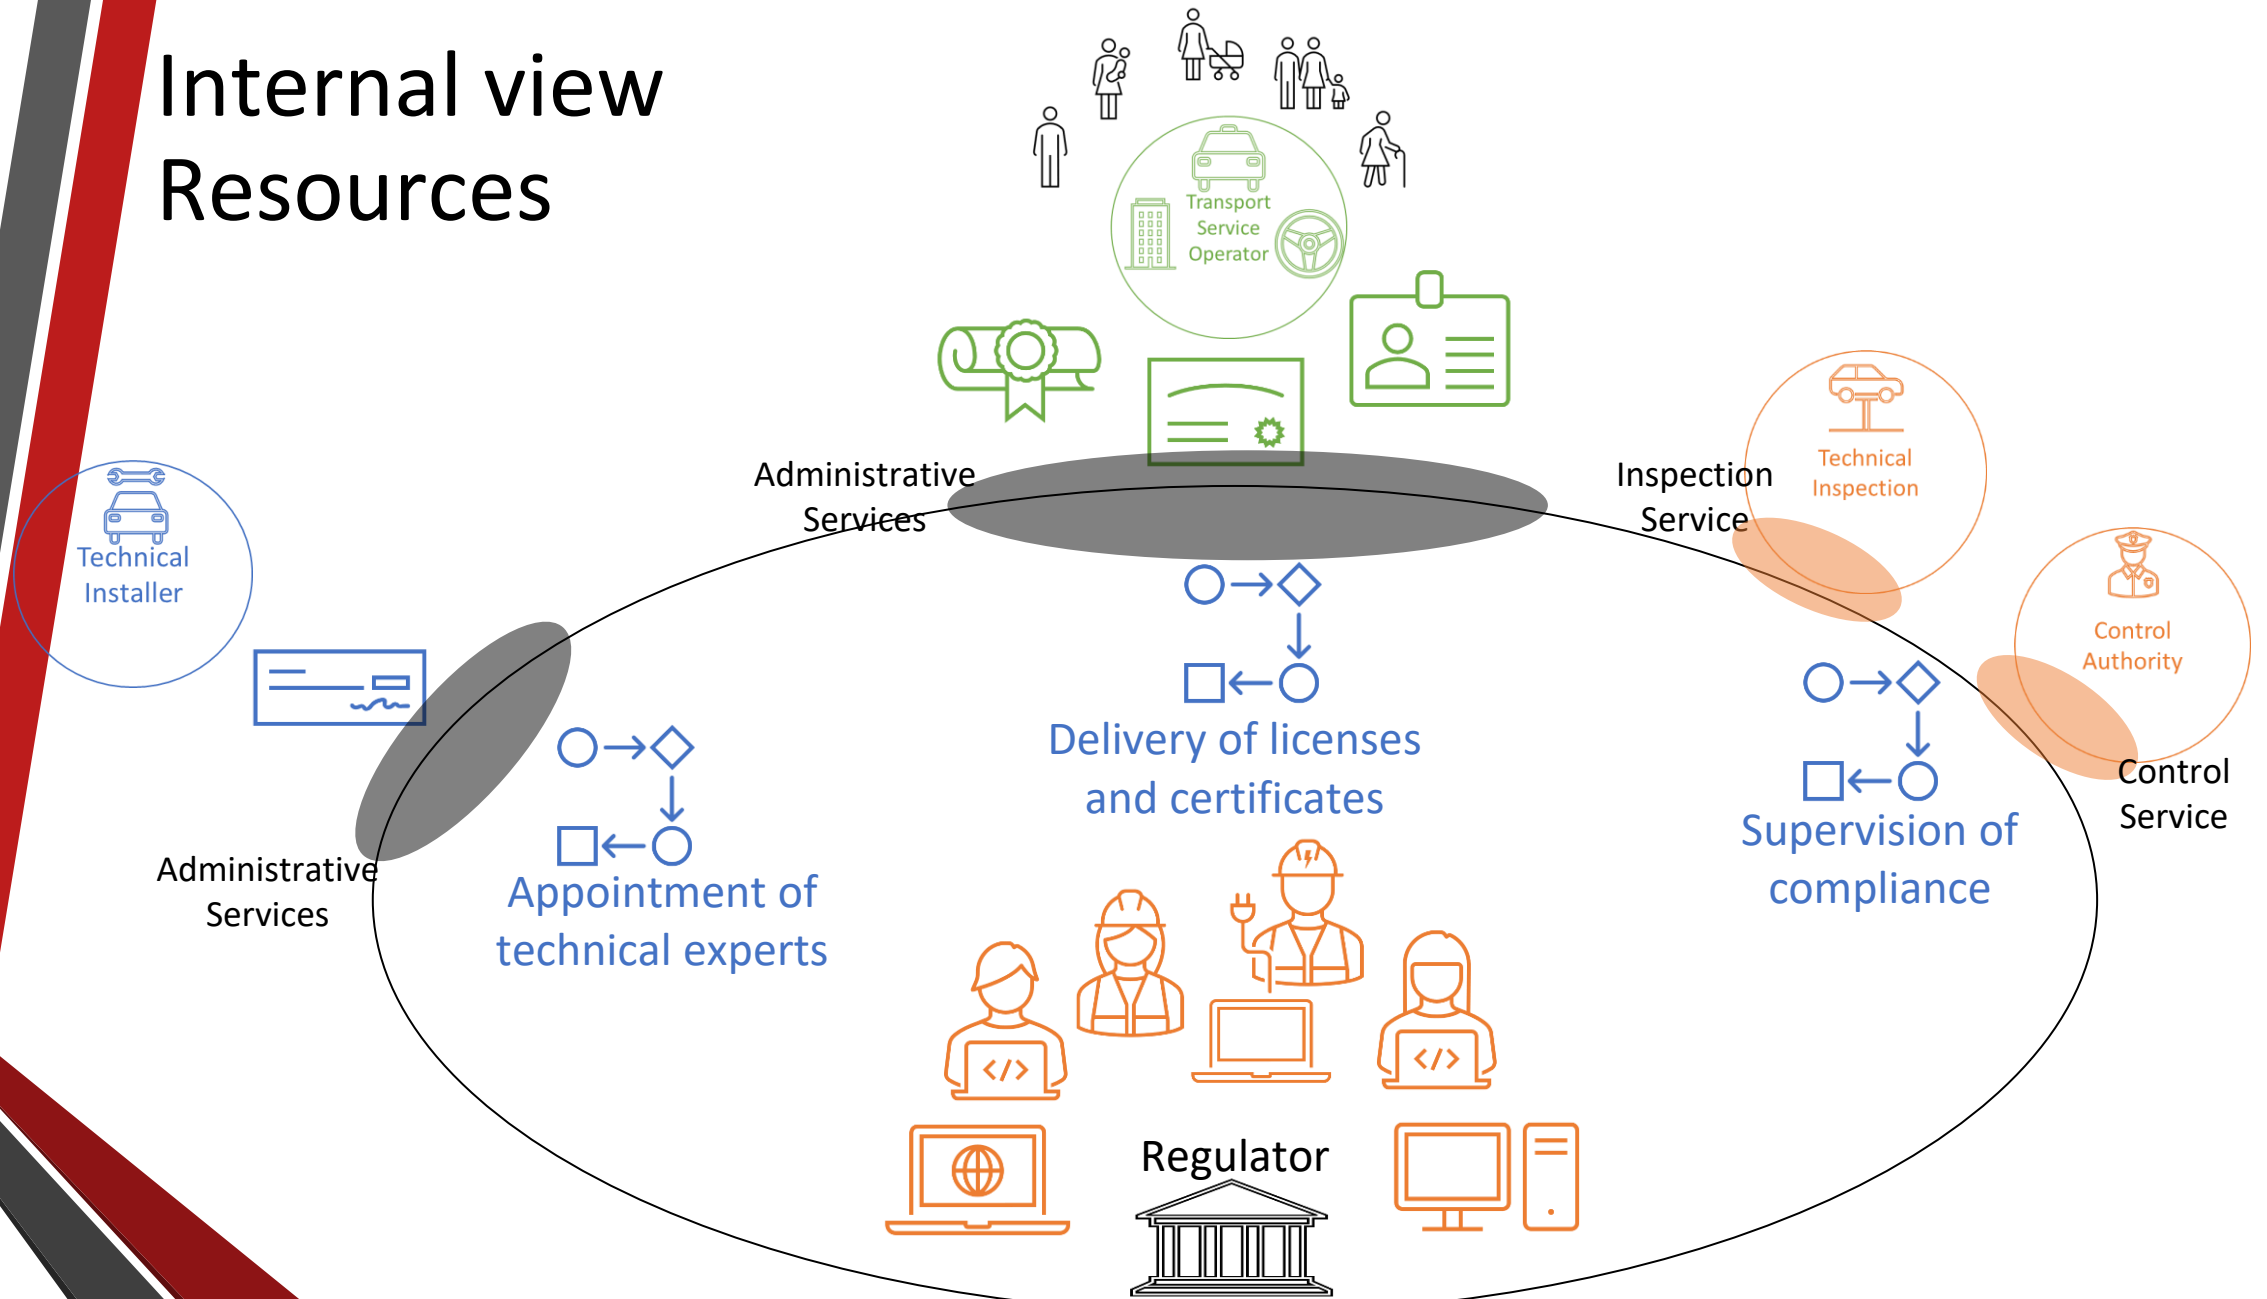 Internal view
Resources
Transport
Service
Operator
Administrative
Services
Inspection
Service
Technical
Inspection
Technical
Installer
Control
Authority
Control
Service
Delivery of licenses
and certificates
Supervision of
compliance
Appointment of
technical experts
Administrative
Services
</>
</>
Regulator